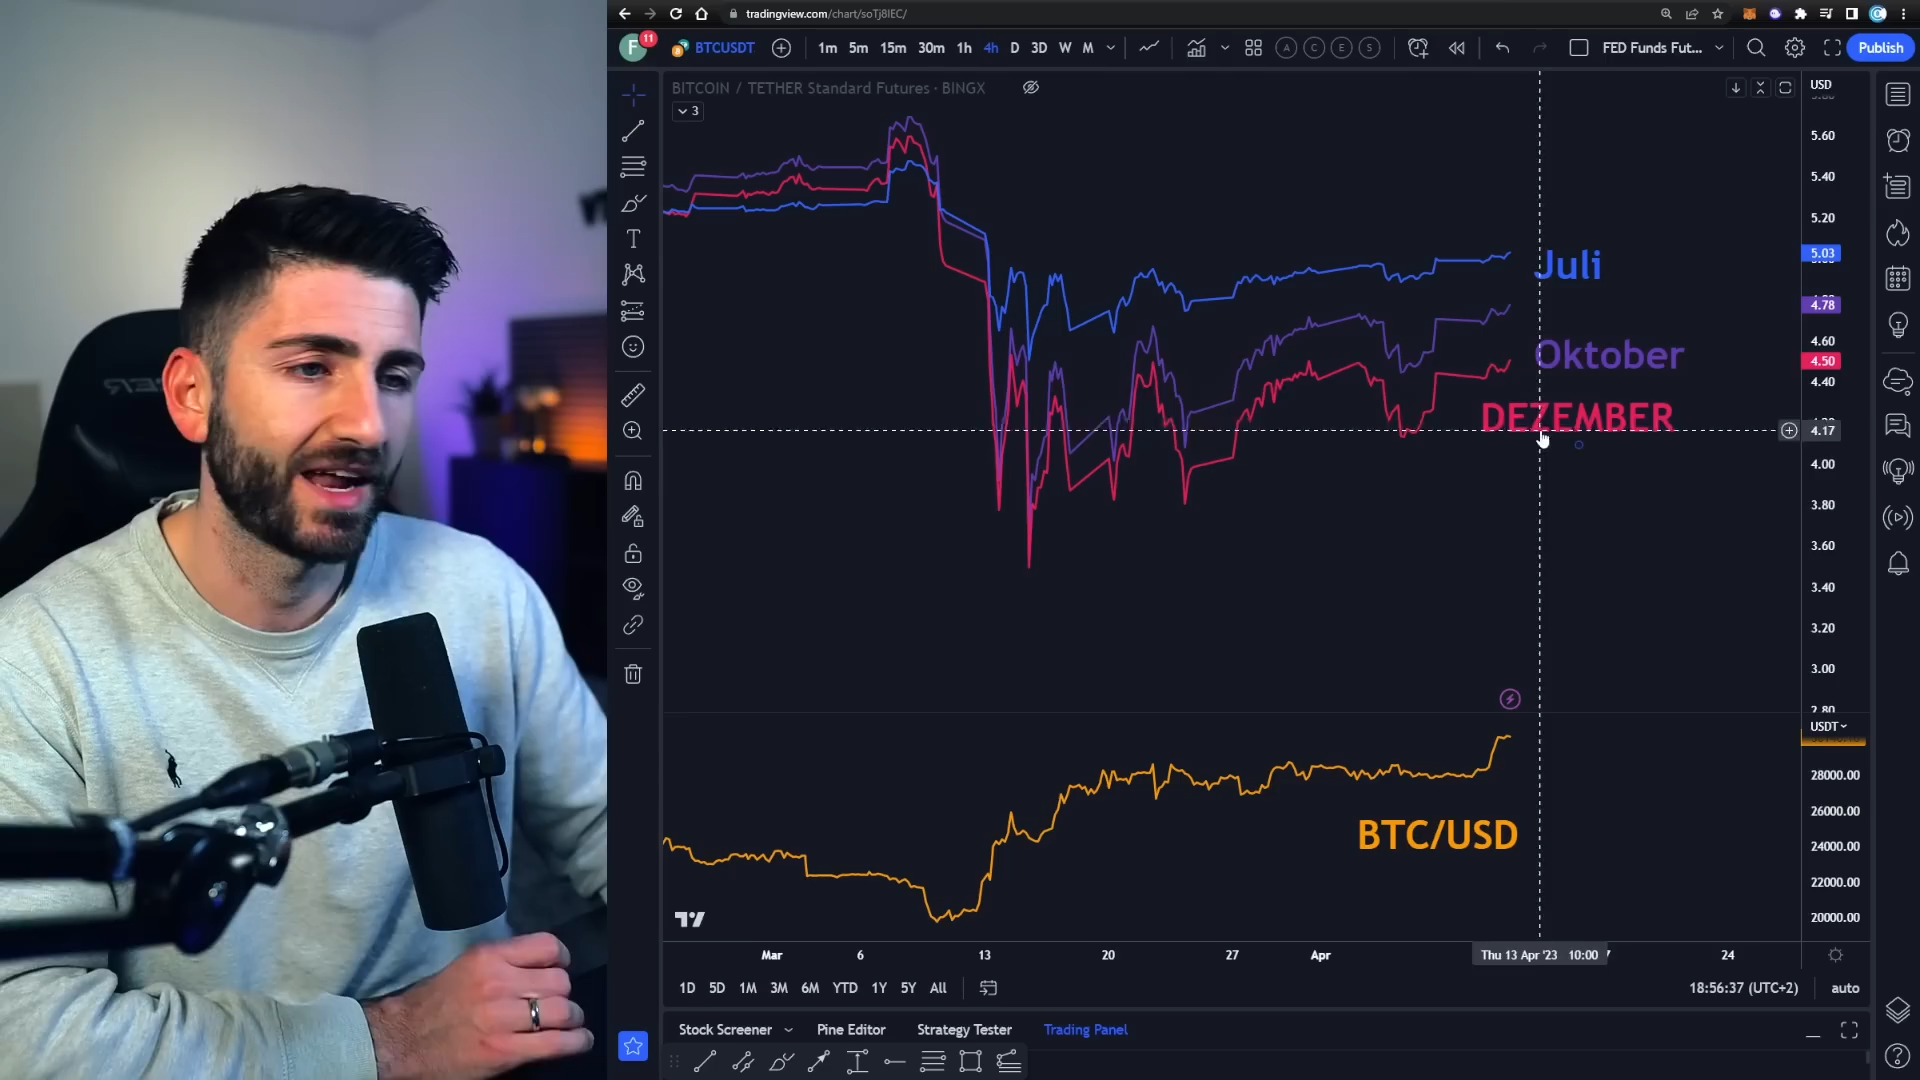 tradingview.com/chart/soTj8IEC/
F 11 BTCUSDT 1m 5m 15m 30m 1h 4h D 3D W M A C E S FED Funds Fut... Publish
BITCOIN / TETHER Standard Futures · BINGX
USD
3
5.60
5.40
5.20
5.03
Juli
4.78
4.60
Oktober
4.50
4.40
DEZEMBER
4.17
4.00
3.80
3.60
3.40
3.20
3.00
2.80
USDT
28000.00
26000.00
BTC/USD
24000.00
22000.00
20000.00
Mar 6 13 20 27 Apr Thu 13 Apr '23 10:00 24
1D 5D 1M 3M 6M YTD 1Y 5Y All
18:56:37 (UTC+2) auto
Stock Screener Pine Editor Strategy Tester Trading Panel